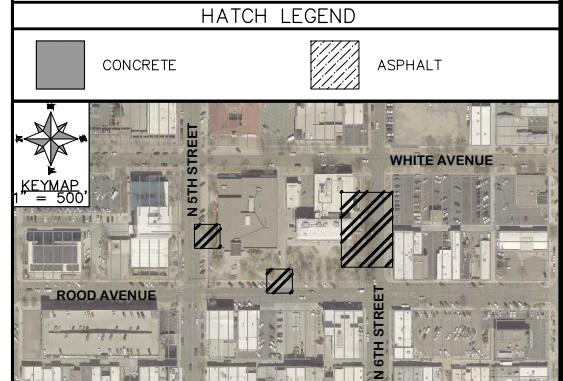 HATCH LEGEND
CONCRETE
ASPHALT
KEYMAP
1" = 500'
N 5TH STREET
WHITE AVENUE
ROOD AVENUE
N 6TH STREET